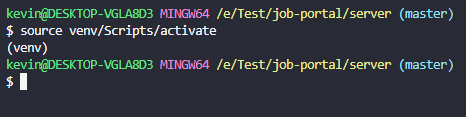 kevin@DESKTOP-VGLA8D3 MINGW64 /e/Test/job-portal/server (master)
$ source venv/Scripts/activate
(venv)
kevin@DESKTOP-VGLA8D3 MINGW64 /e/Test/job-portal/server (master)
$